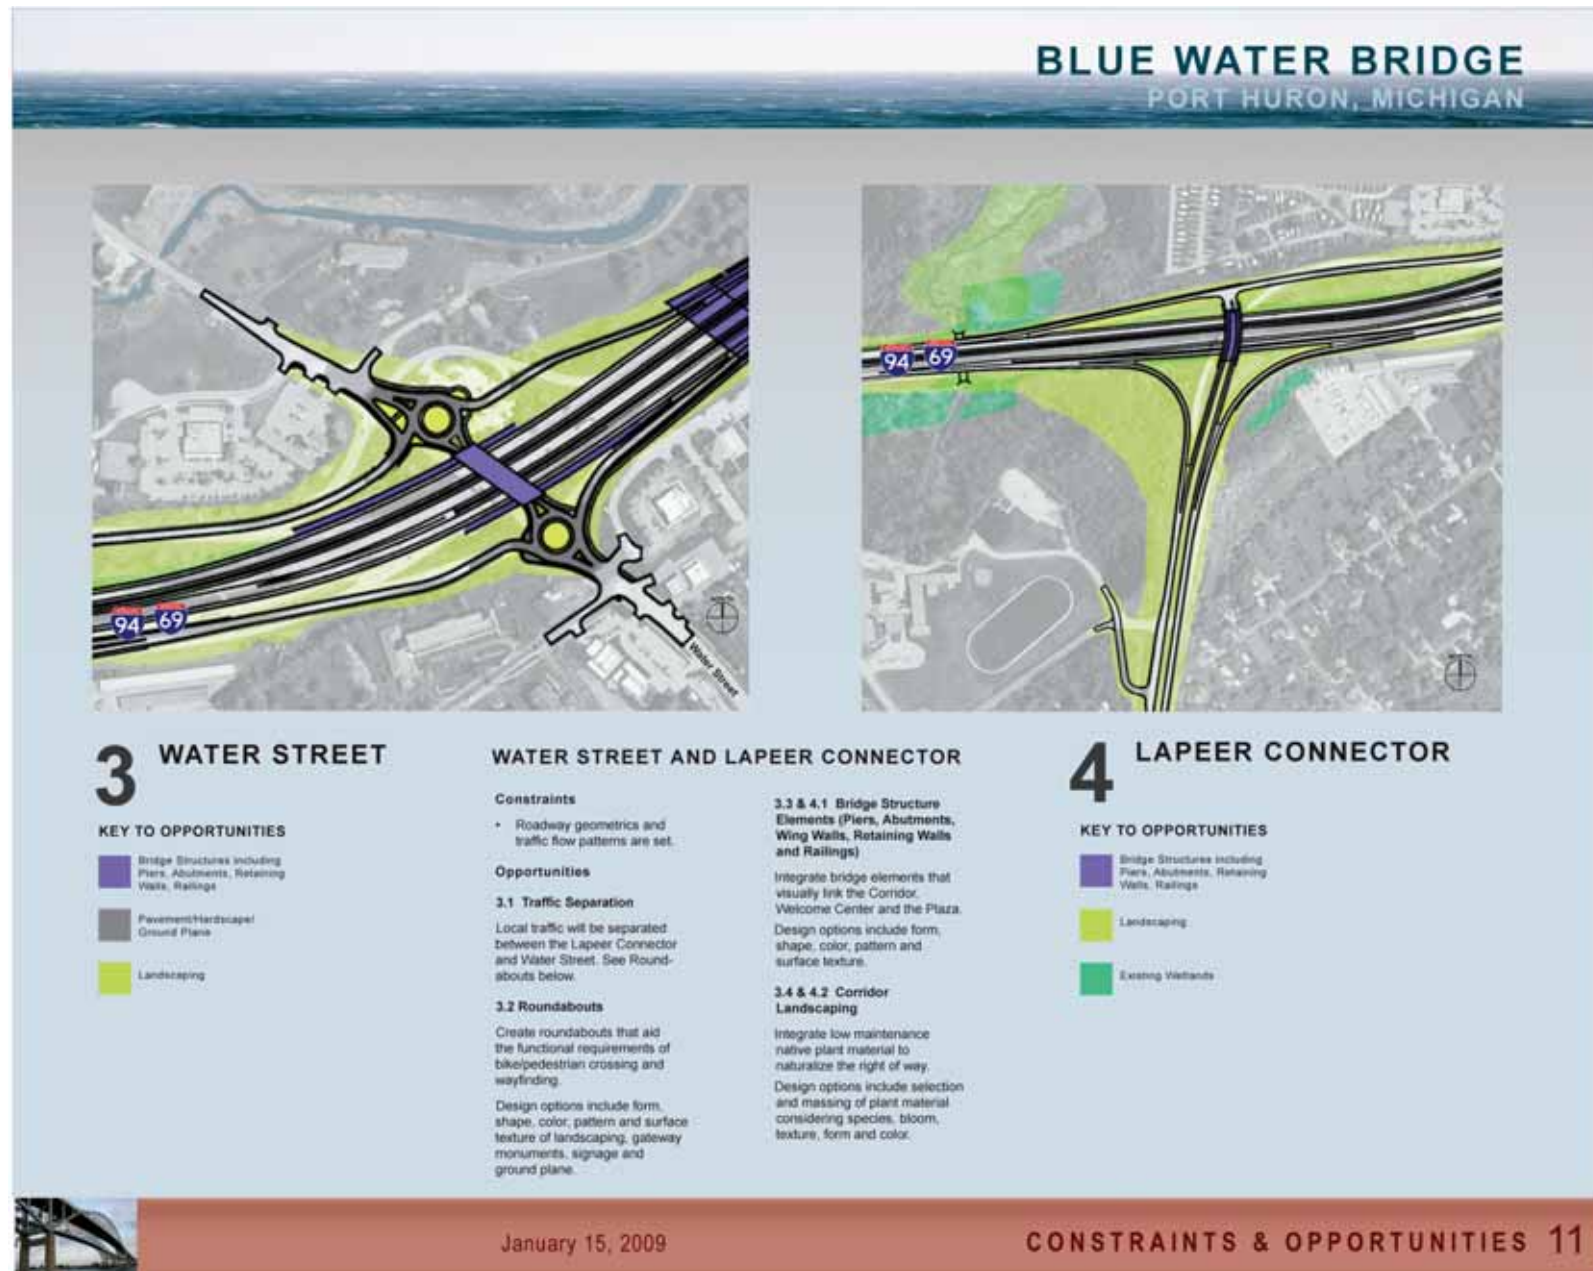 BLUE WATER BRIDGE
PORT HURON, MICHIGAN
94 69
Water Street
94 69
3 WATER STREET
KEY TO OPPORTUNITIES
Bridge Structures including
Piers, Abutments, Retaining
Walls, Railings
Pavement/Hardscape/
Ground Plane
Landscaping
WATER STREET AND LAPEER CONNECTOR
Constraints
• Roadway geometrics and
traffic flow patterns are set.
Opportunities
3.1 Traffic Separation
Local traffic will be separated
between the Lapeer Connector
and Water Street. See Round-
abouts below.
3.2 Roundabouts
Create roundabouts that aid
the functional requirements of
bike/pedestrian crossing and
wayfinding.
Design options include form,
shape, color, pattern and surface
texture of landscaping, gateway
monuments, signage and
ground plane.
3.3 & 4.1 Bridge Structure
Elements (Piers, Abutments,
Wing Walls, Retaining Walls
and Railings)
Integrate bridge elements that
visually link the Corridor,
Welcome Center and the Plaza.
Design options include form,
shape, color, pattern and
surface texture.
3.4 & 4.2 Corridor
Landscaping
Integrate low maintenance
native plant material to
naturalize the right of way.
Design options include selection
and massing of plant material
considering species, bloom,
texture, form and color.
4 LAPEER CONNECTOR
KEY TO OPPORTUNITIES
Bridge Structures including
Piers, Abutments, Retaining
Walls, Railings
Landscaping
Existing Wetlands
January 15, 2009
CONSTRAINTS & OPPORTUNITIES 11